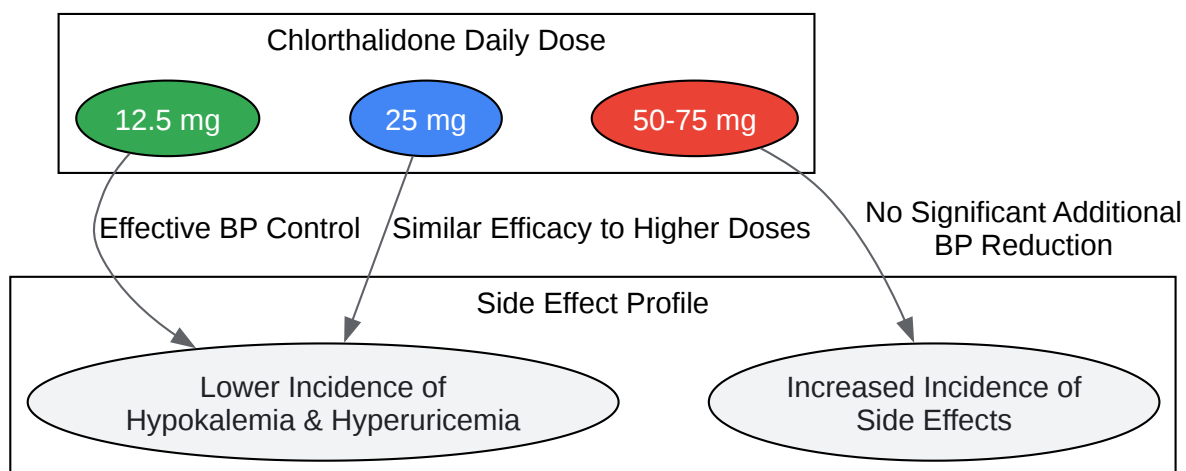 Chlorthalidone Daily Dose
12.5 mg
25 mg
50-75 mg
Effective BP Control
Similar Efficacy to Higher Doses
No Significant Additional
BP Reduction
Side Effect Profile
Lower Incidence of
Hypokalemia & Hyperuricemia
Increased Incidence of
Side Effects